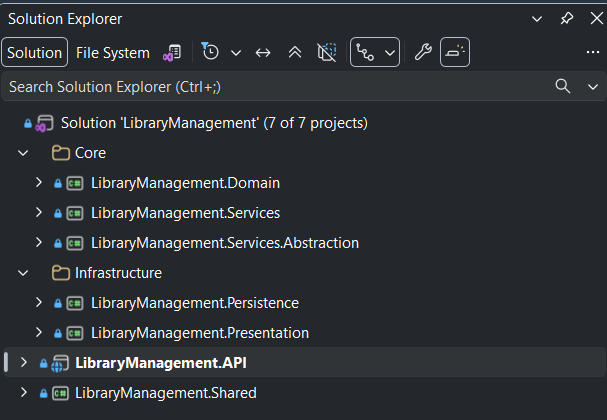 Solution Explorer
Solution File System
Search Solution Explorer (Ctrl+;)
Solution 'LibraryManagement' (7 of 7 projects)
Core
C# LibraryManagement.Domain
C# LibraryManagement.Services
C# LibraryManagement.Services.Abstraction
Infrastructure
C# LibraryManagement.Persistence
C# LibraryManagement.Presentation
LibraryManagement.API
C# LibraryManagement.Shared